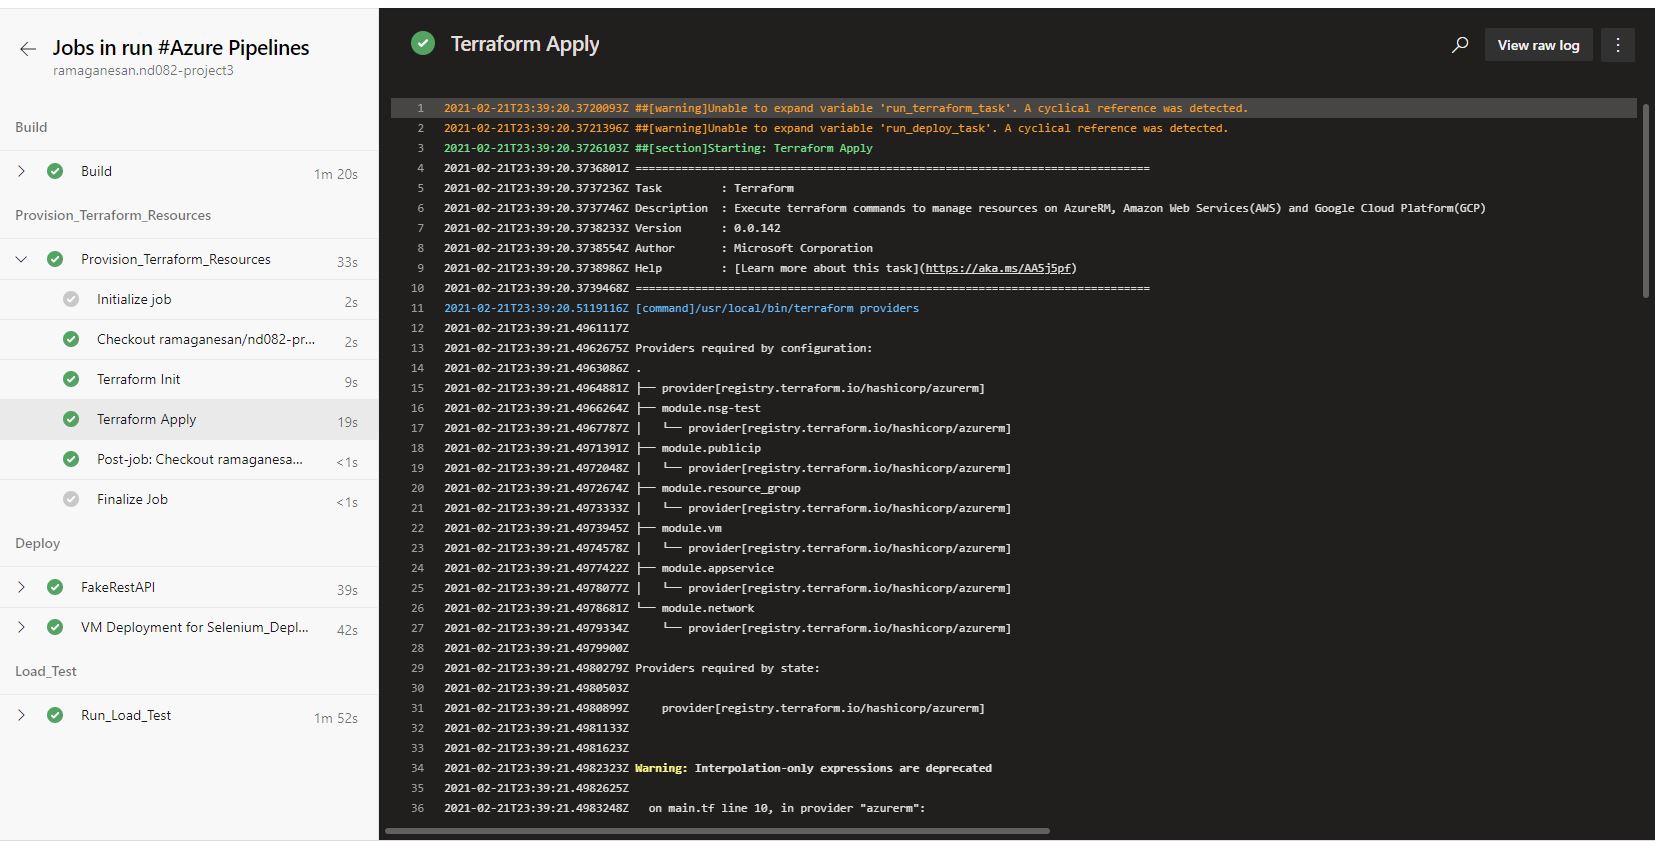 Jobs in run #Azure Pipelines
ramaganesan.nd082-project3
Build
Build 1m 20s
Provision_Terraform_Resources
Provision_Terraform_Resources 33s
Initialize job 2s
Checkout ramaganesan/nd082-pr... 2s
Terraform Init 9s
Terraform Apply 19s
Post-job: Checkout ramaganesa... <1s
Finalize Job <1s
Deploy
FakeRestAPI 39s
VM Deployment for Selenium_Depl... 42s
Load_Test
Run_Load_Test 1m 52s
Terraform Apply
View raw log
1 2021-02-21T23:39:20.3720093Z ##[warning]Unable to expand variable 'run_terraform_task'. A cyclical reference was detected.
2 2021-02-21T23:39:20.3721396Z ##[warning]Unable to expand variable 'run_deploy_task'. A cyclical reference was detected.
3 2021-02-21T23:39:20.3726103Z ##[section]Starting: Terraform Apply
4 2021-02-21T23:39:20.3736801Z ==============================================================================
5 2021-02-21T23:39:20.3737236Z Task         : Terraform
6 2021-02-21T23:39:20.3737746Z Description  : Execute terraform commands to manage resources on AzureRM, Amazon Web Services(AWS) and Google Cloud Platform(GCP)
7 2021-02-21T23:39:20.3738233Z Version      : 0.0.142
8 2021-02-21T23:39:20.3738554Z Author       : Microsoft Corporation
9 2021-02-21T23:39:20.3738986Z Help         : [Learn more about this task](https://aka.ms/AA5j5pf)
10 2021-02-21T23:39:20.3739468Z ==============================================================================
11 2021-02-21T23:39:20.5119116Z [command]/usr/local/bin/terraform providers
12 2021-02-21T23:39:21.4961117Z
13 2021-02-21T23:39:21.4962675Z Providers required by configuration:
14 2021-02-21T23:39:21.4963086Z .
15 2021-02-21T23:39:21.4964881Z ├── provider[registry.terraform.io/hashicorp/azurerm]
16 2021-02-21T23:39:21.4966264Z ├── module.nsg-test
17 2021-02-21T23:39:21.4967787Z │   └── provider[registry.terraform.io/hashicorp/azurerm]
18 2021-02-21T23:39:21.4971391Z ├── module.publicip
19 2021-02-21T23:39:21.4972048Z │   └── provider[registry.terraform.io/hashicorp/azurerm]
20 2021-02-21T23:39:21.4972674Z ├── module.resource_group
21 2021-02-21T23:39:21.4973333Z │   └── provider[registry.terraform.io/hashicorp/azurerm]
22 2021-02-21T23:39:21.4973945Z ├── module.vm
23 2021-02-21T23:39:21.4974578Z │   └── provider[registry.terraform.io/hashicorp/azurerm]
24 2021-02-21T23:39:21.4977422Z ├── module.appservice
25 2021-02-21T23:39:21.4978077Z │   └── provider[registry.terraform.io/hashicorp/azurerm]
26 2021-02-21T23:39:21.4978681Z └── module.network
27 2021-02-21T23:39:21.4979334Z     └── provider[registry.terraform.io/hashicorp/azurerm]
28 2021-02-21T23:39:21.4979900Z
29 2021-02-21T23:39:21.4980279Z Providers required by state:
30 2021-02-21T23:39:21.4980503Z
31 2021-02-21T23:39:21.4980899Z     provider[registry.terraform.io/hashicorp/azurerm]
32 2021-02-21T23:39:21.4981133Z
33 2021-02-21T23:39:21.4981623Z
34 2021-02-21T23:39:21.4982323Z Warning: Interpolation-only expressions are deprecated
35 2021-02-21T23:39:21.4982625Z
36 2021-02-21T23:39:21.4983248Z   on main.tf line 10, in provider "azurerm":